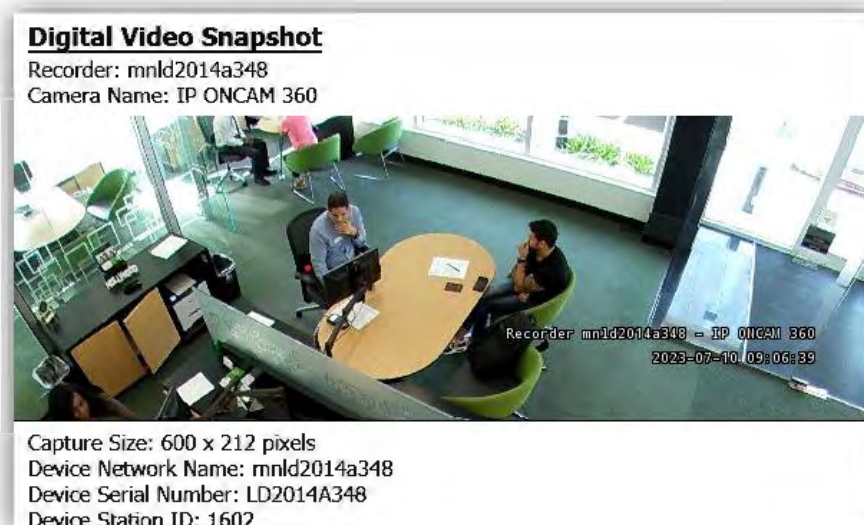 Digital Video Snapshot
Recorder: mnld2014a348
Camera Name: IP ONCAM 360
Recorder mnld2014a348 - IP ONCAM 360
2023-07-10 09:06:39
Capture Size: 600 x 212 pixels
Device Network Name: mnld2014a348
Device Serial Number: LD2014A348
Device Station ID: 1602